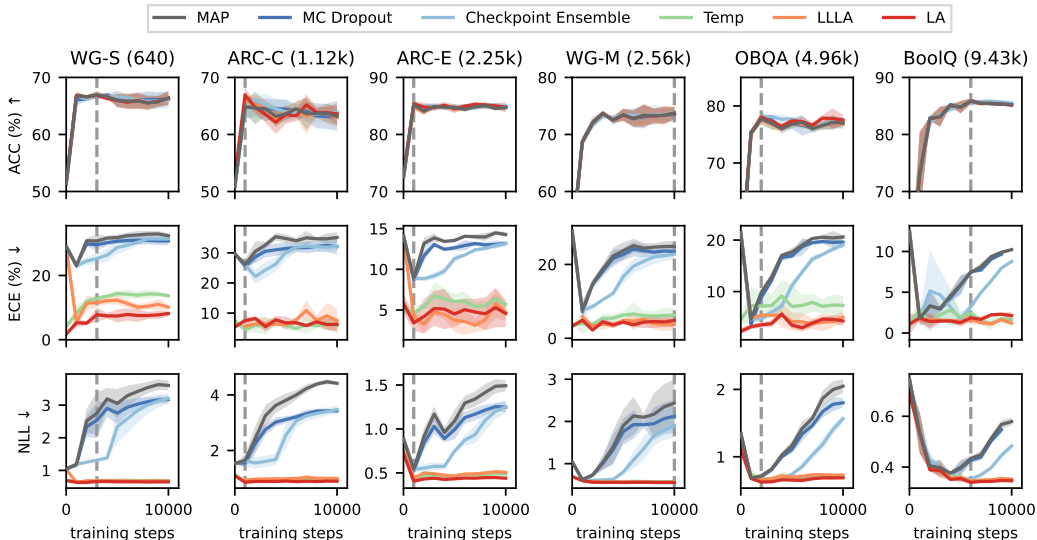 MAP MC Dropout Checkpoint Ensemble Temp LLLA LA
WG-S (640) ARC-C (1.12k) ARC-E (2.25k) WG-M (2.56k) OBQA (4.96k) BoolQ (9.43k)
ACC (%) ↑
70 60 50
70 60 50
90 80 70
80 70 60
80 70
90 80 70
ECE (%) ↓
20 0
30 20 10
15 10 5
20 0
20 10
10 5 0
NLL ↓
3 2 1
4 2
1.5 1.0 0.5
3 2 1
2 1
0.6 0.4
0 10000 0 10000 0 10000 0 10000 0 10000 0 10000
training steps training steps training steps training steps training steps training steps